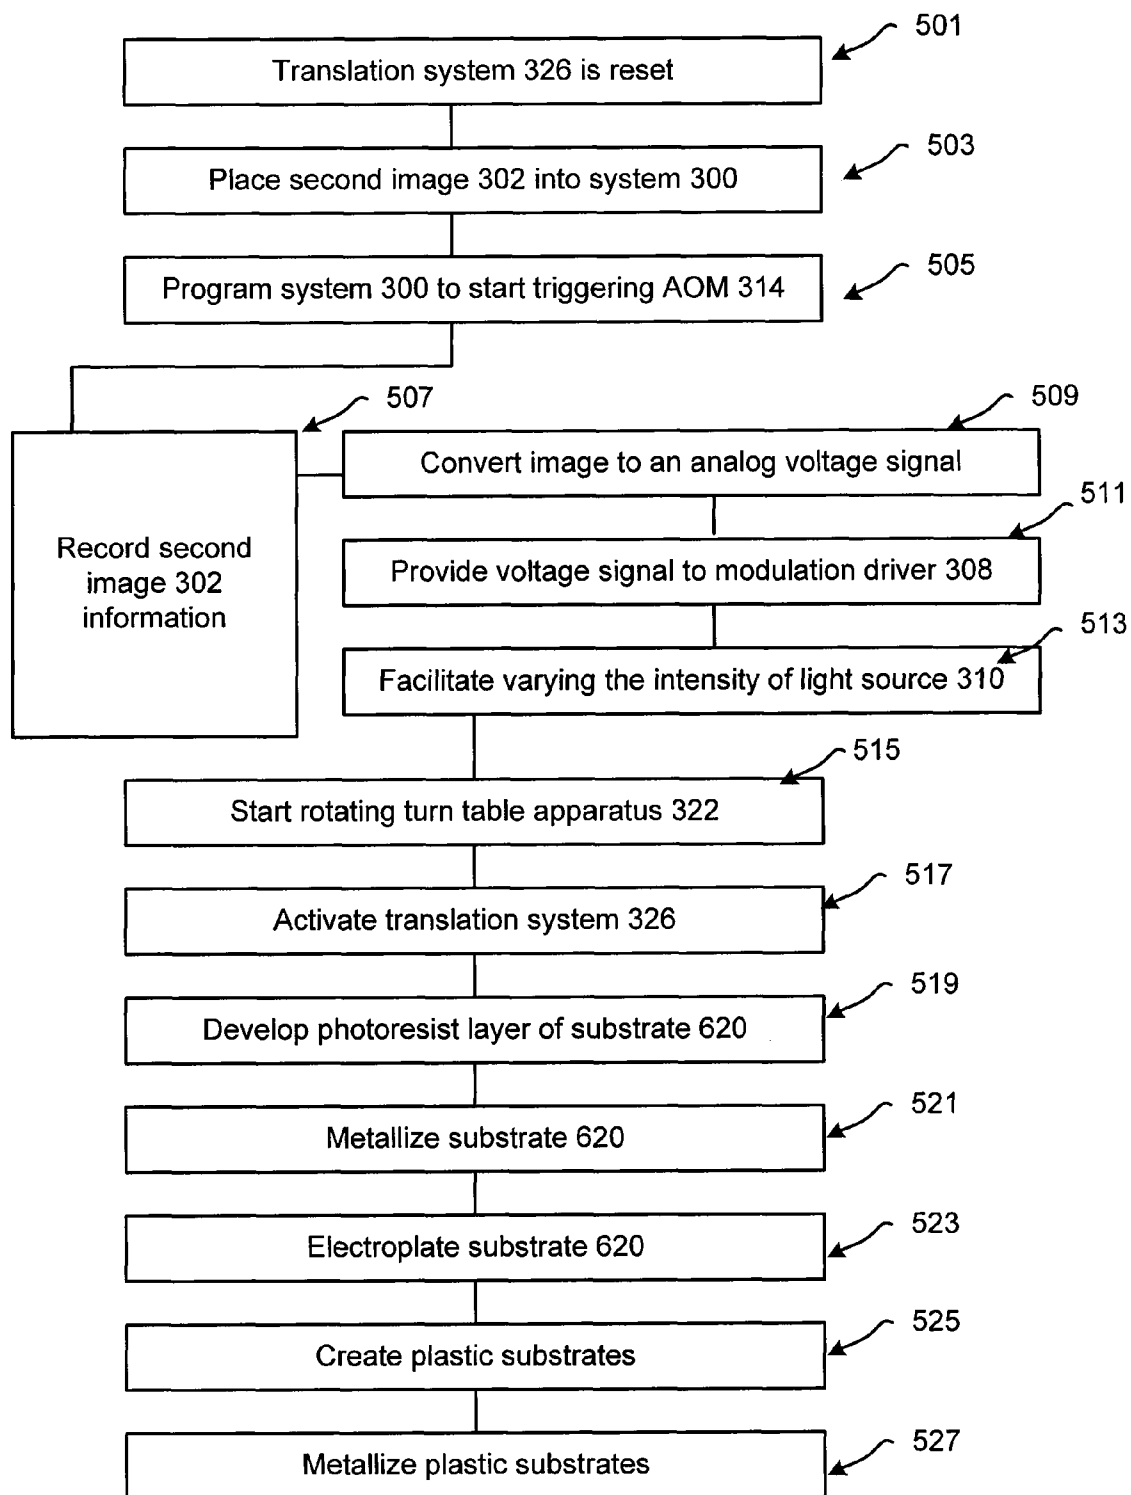 501
Translation system 326 is reset
503
Place second image 302 into system 300
505
Program system 300 to start triggering AOM 314
507
Record second
image 302
information
509
Convert image to an analog voltage signal
511
Provide voltage signal to modulation driver 308
513
Facilitate varying the intensity of light source 310
515
Start rotating turn table apparatus 322
517
Activate translation system 326
519
Develop photoresist layer of substrate 620
521
Metallize substrate 620
523
Electroplate substrate 620
525
Create plastic substrates
527
Metallize plastic substrates